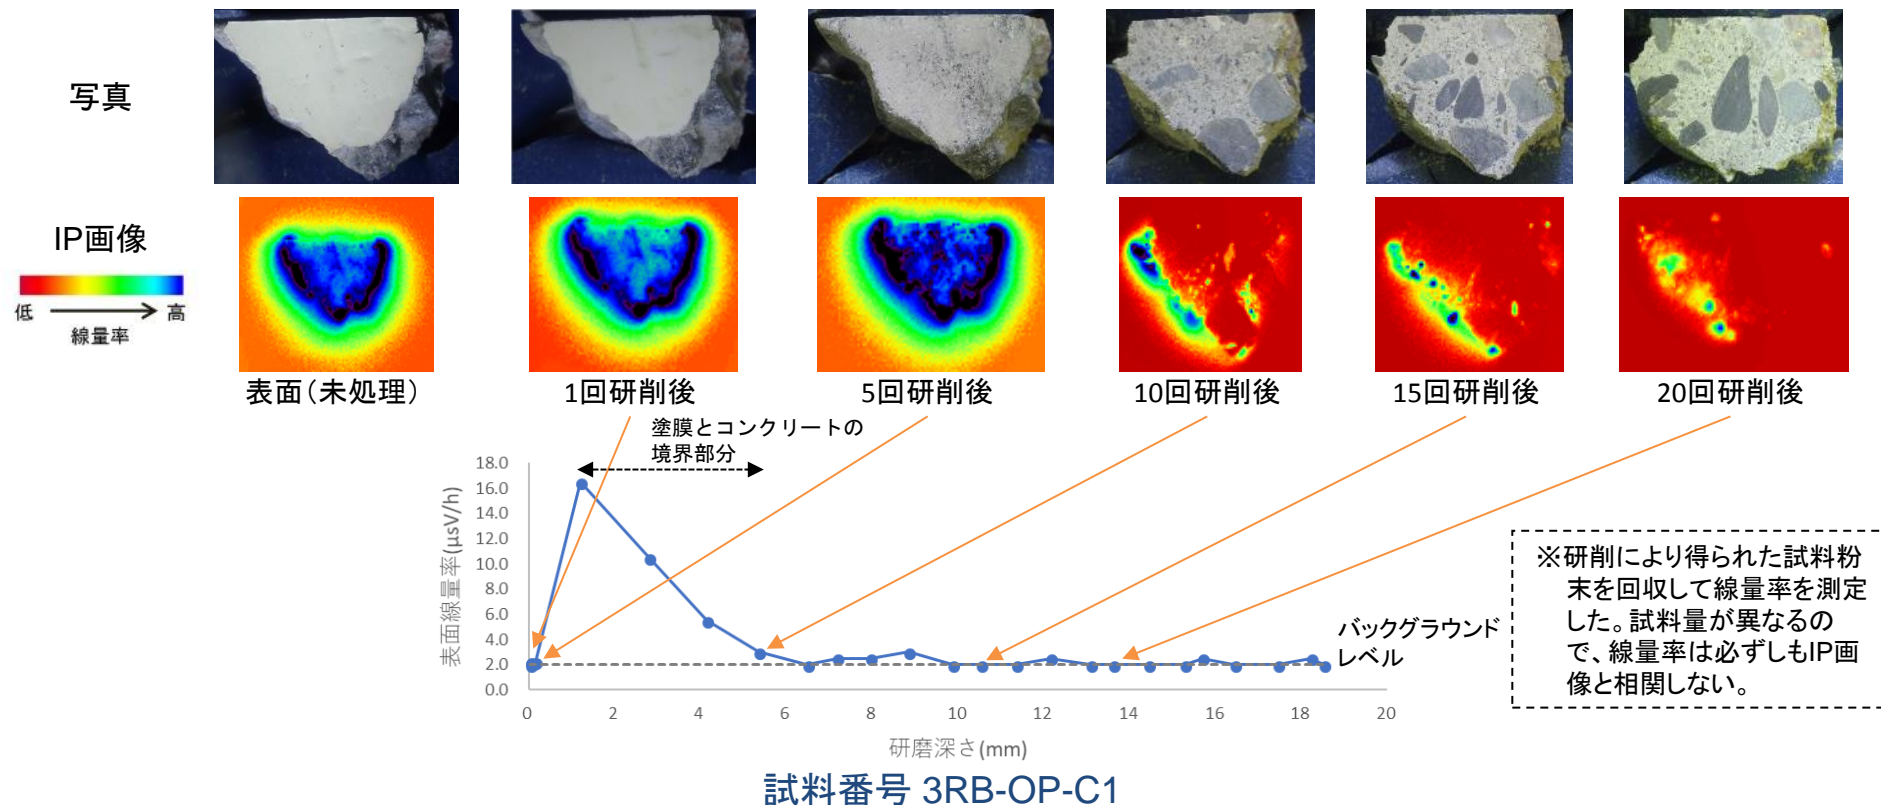 写真
IP画像
低
高
線量率
表面(未処理)
1回研削後
5回研削後
10回研削後
15回研削後
20回研削後
塗膜とコンクリートの
境界部分
表面線量率(μsV/h)
18.0
16.0
14.0
12.0
10.0
8.0
6.0
4.0
2.0
0.0
0 2 4 6 8 10 12 14 16 18 20
研磨深さ(mm)
バックグラウンド
レベル
※研削により得られた試料粉
末を回収して線量率を測定
した。試料量が異なるの
で、線量率は必ずしもIP画
像と相関しない。
試料番号 3RB-OP-C1